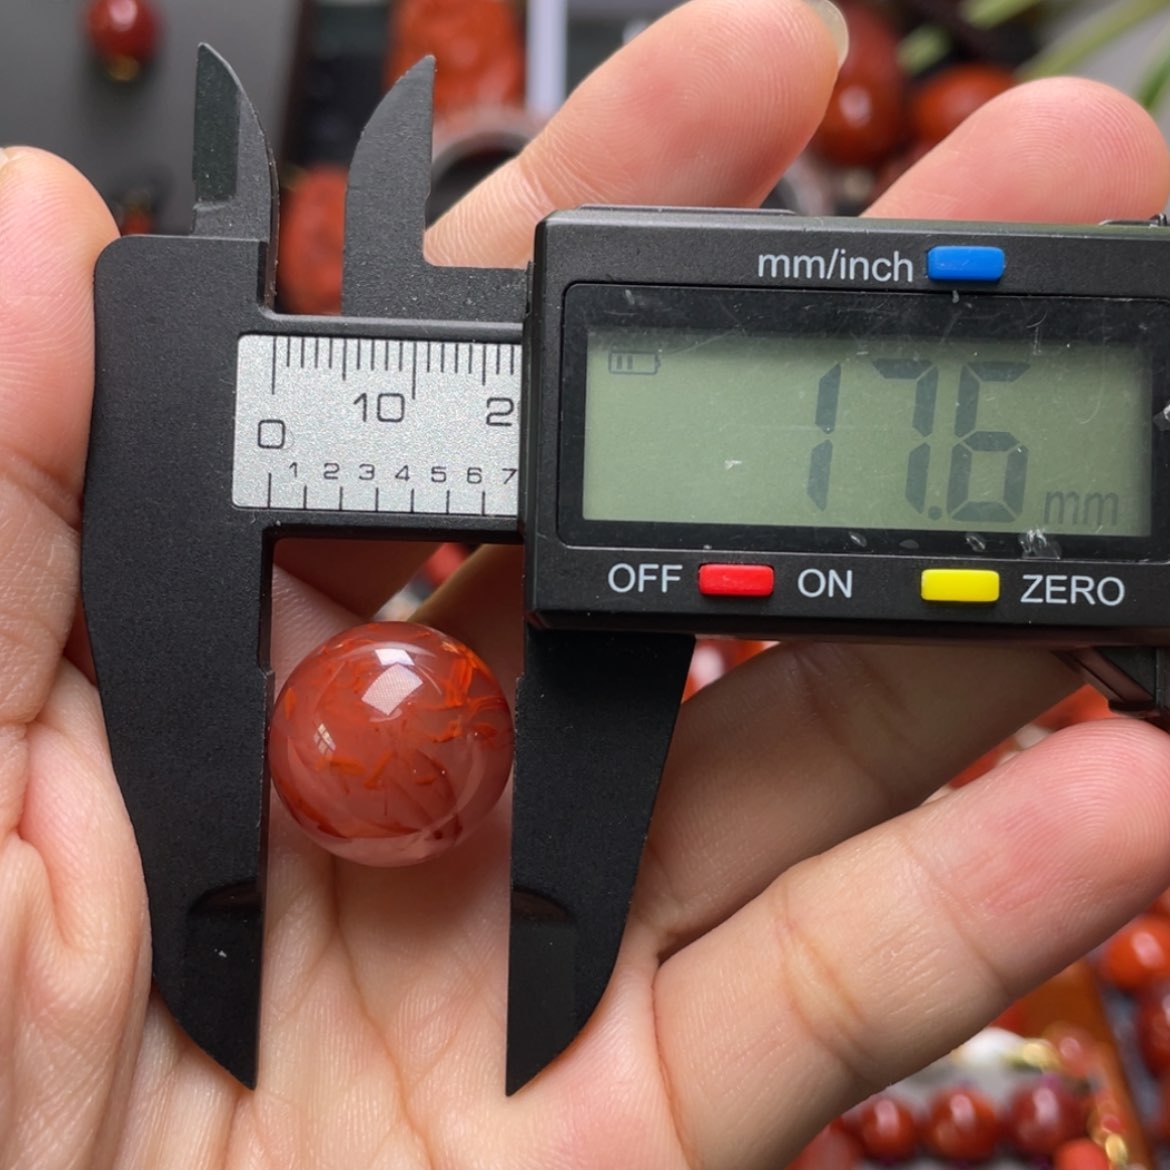 mm/inch
17.6 mm
0 10 2
1 2 3 4 5 6 7
OFF ON ZERO